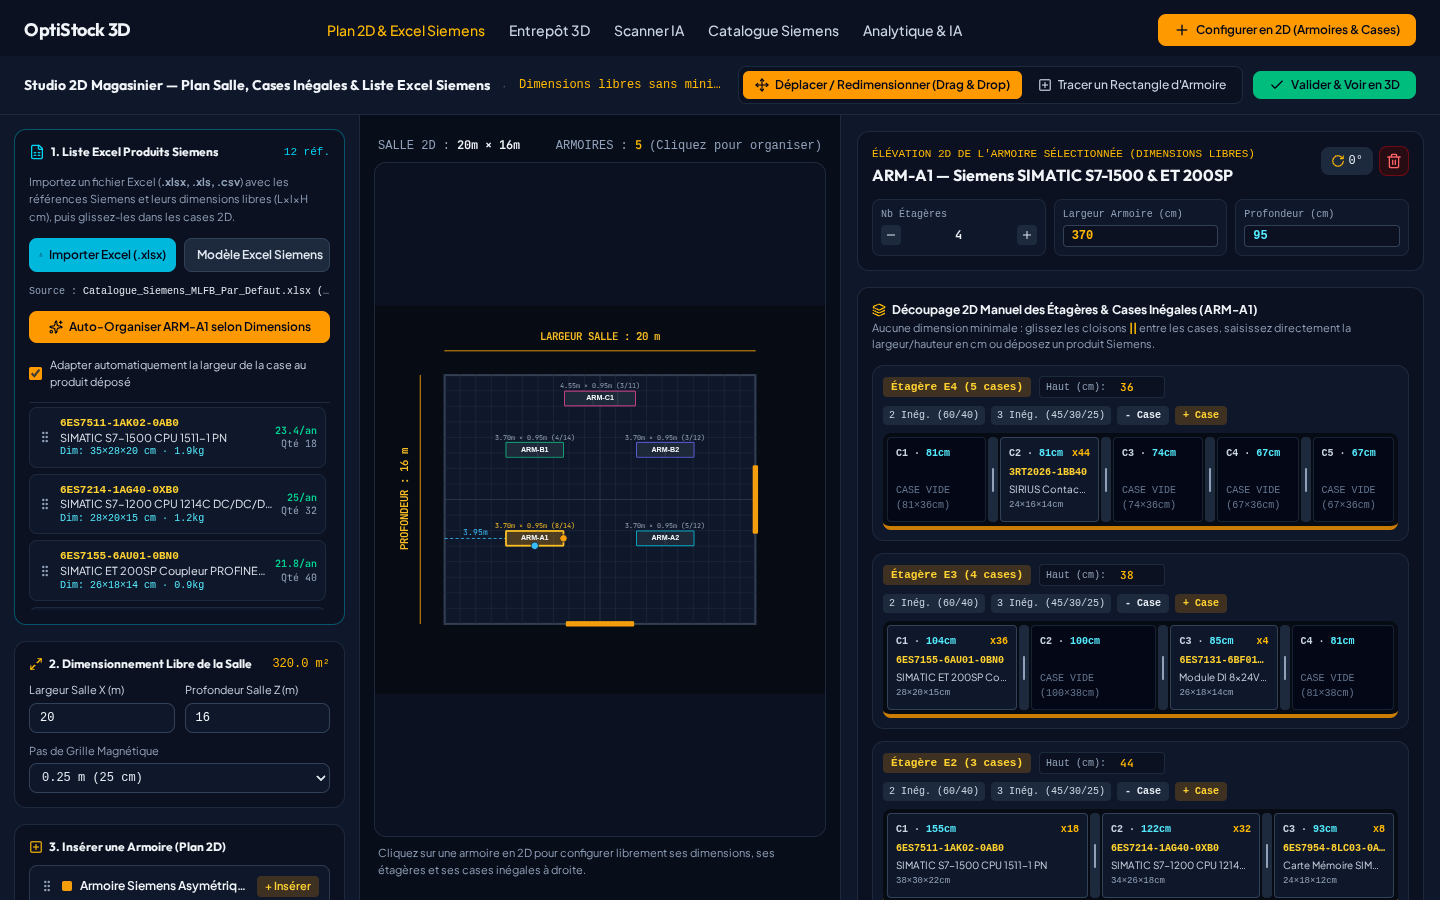 OptiStock 3D
Plan 2D & Excel Siemens
Entrepôt 3D
Scanner IA
Catalogue Siemens
Analytique & IA
Configurer en 2D (Armoires & Cases)
Studio 2D Magasinier — Plan Salle, Cases Inégales & Liste Excel Siemens
· Dimensions libres sans mini…
Déplacer / Redimensionner (Drag & Drop)
Tracer un Rectangle d'Armoire
Valider & Voir en 3D
1. Liste Excel Produits Siemens
12 réf.
Importez un fichier Excel (.xlsx, .xls, .csv) avec les
références Siemens et leurs dimensions libres (L×l×H
cm), puis glissez-les dans les cases 2D.
Importer Excel (.xlsx)
Modèle Excel Siemens
Source : Catalogue_Siemens_MLFB_Par_Defaut.xlsx (…
Auto-Organiser ARM-A1 selon Dimensions
Adapter automatiquement la largeur de la case au
produit déposé
6ES7511-1AK02-0AB0
SIMATIC S7-1500 CPU 1511-1 PN
Dim: 35×28×20 cm · 1.9kg
23.4/an
Qté 18
6ES7214-1AG40-0XB0
SIMATIC S7-1200 CPU 1214C DC/DC/D…
Dim: 28×20×15 cm · 1.2kg
25/an
Qté 32
6ES7155-6AU01-0BN0
SIMATIC ET 200SP Coupleur PROFINE…
Dim: 26×18×14 cm · 0.9kg
21.8/an
Qté 40
2. Dimensionnement Libre de la Salle
320.0 m²
Largeur Salle X (m)
Profondeur Salle Z (m)
20
16
Pas de Grille Magnétique
0.25 m (25 cm)
3. Insérer une Armoire (Plan 2D)
Armoire Siemens Asymétriq…
+ Insérer
SALLE 2D : 20m × 16m
ARMOIRES : 5 (Cliquez pour organiser)
LARGEUR SALLE : 20 m
PROFONDEUR : 16 m
4.55m × 0.95m (3/11)
ARM-C1
3.70m × 0.95m (4/14)
ARM-B1
3.70m × 0.95m (3/12)
ARM-B2
3.95m
3.70m × 0.95m (8/14)
ARM-A1
3.70m × 0.95m (5/12)
ARM-A2
Cliquez sur une armoire en 2D pour configurer librement ses dimensions, ses
étagères et ses cases inégales à droite.
ÉLÉVATION 2D DE L'ARMOIRE SÉLECTIONNÉE (DIMENSIONS LIBRES)
ARM-A1 — Siemens SIMATIC S7-1500 & ET 200SP
0°
Nb Étagères
− 4 +
Largeur Armoire (cm)
370
Profondeur (cm)
95
Découpage 2D Manuel des Étagères & Cases Inégales (ARM-A1)
Aucune dimension minimale : glissez les cloisons || entre les cases, saisissez directement la
largeur/hauteur en cm ou déposez un produit Siemens.
Étagère E4 (5 cases)
Haut (cm): 36
2 Inég. (60/40)
3 Inég. (45/30/25)
- Case
+ Case
C1 · 81cm
CASE VIDE
(81×36cm)
C2 · 81cm x44
3RT2026-1BB40
SIRIUS Contac…
24×16×14cm
C3 · 74cm
CASE VIDE
(74×36cm)
C4 · 67cm
CASE VIDE
(67×36cm)
C5 · 67cm
CASE VIDE
(67×36cm)
Étagère E3 (4 cases)
Haut (cm): 38
2 Inég. (60/40)
3 Inég. (45/30/25)
- Case
+ Case
C1 · 104cm x36
6ES7155-6AU01-0BN0
SIMATIC ET 200SP Co…
28×20×15cm
C2 · 100cm
CASE VIDE
(100×38cm)
C3 · 85cm x4
6ES7131-6BF01…
Module DI 8x24V…
26×18×14cm
C4 · 81cm
CASE VIDE
(81×38cm)
Étagère E2 (3 cases)
Haut (cm): 44
2 Inég. (60/40)
3 Inég. (45/30/25)
- Case
+ Case
C1 · 155cm x18
6ES7511-1AK02-0AB0
SIMATIC S7-1500 CPU 1511-1 PN
38×30×22cm
C2 · 122cm x32
6ES7214-1AG40-0XB0
SIMATIC S7-1200 CPU 1214…
34×26×18cm
C3 · 93cm x8
6ES7954-8LC03-0A…
Carte Mémoire SIM…
24×18×12cm